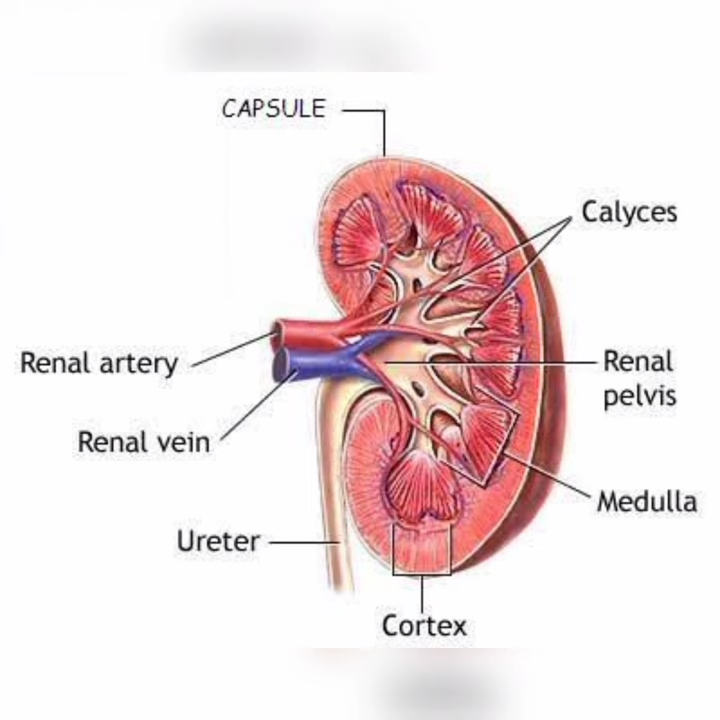 CAPSULE
Calyces
Renal artery
Renal
pelvis
Renal vein
Medulla
Ureter
Cortex